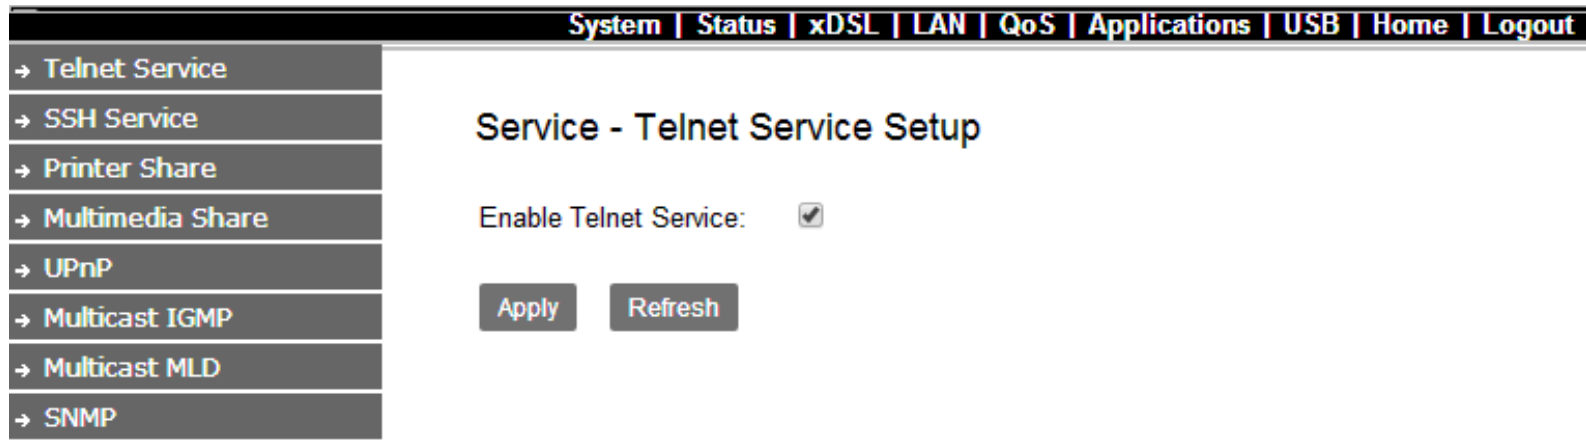 System | Status | xDSL | LAN | QoS | Applications | USB | Home | Logout
Telnet Service
SSH Service
Printer Share
Multimedia Share
UPnP
Multicast IGMP
Multicast MLD
SNMP
Service - Telnet Service Setup
Enable Telnet Service:
Apply Refresh